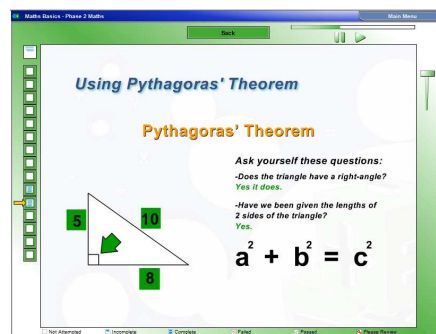 Maths Basics - Phase 2 Maths
Main Menu
Back
Using Pythagoras' Theorem
Pythagoras' Theorem
Ask yourself these questions:
-Does the triangle have a right-angle?
Yes it does.
-Have we been given the lengths of
2 sides of the triangle?
Yes.
5
10
8
a² + b² = c²
Not Attempted
Incomplete
Complete
Failed
Passed
Please Review